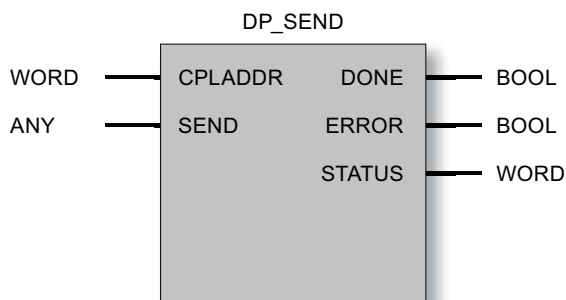 DP_SEND
WORD CPLADDR DONE BOOL
ANY SEND ERROR BOOL
STATUS WORD